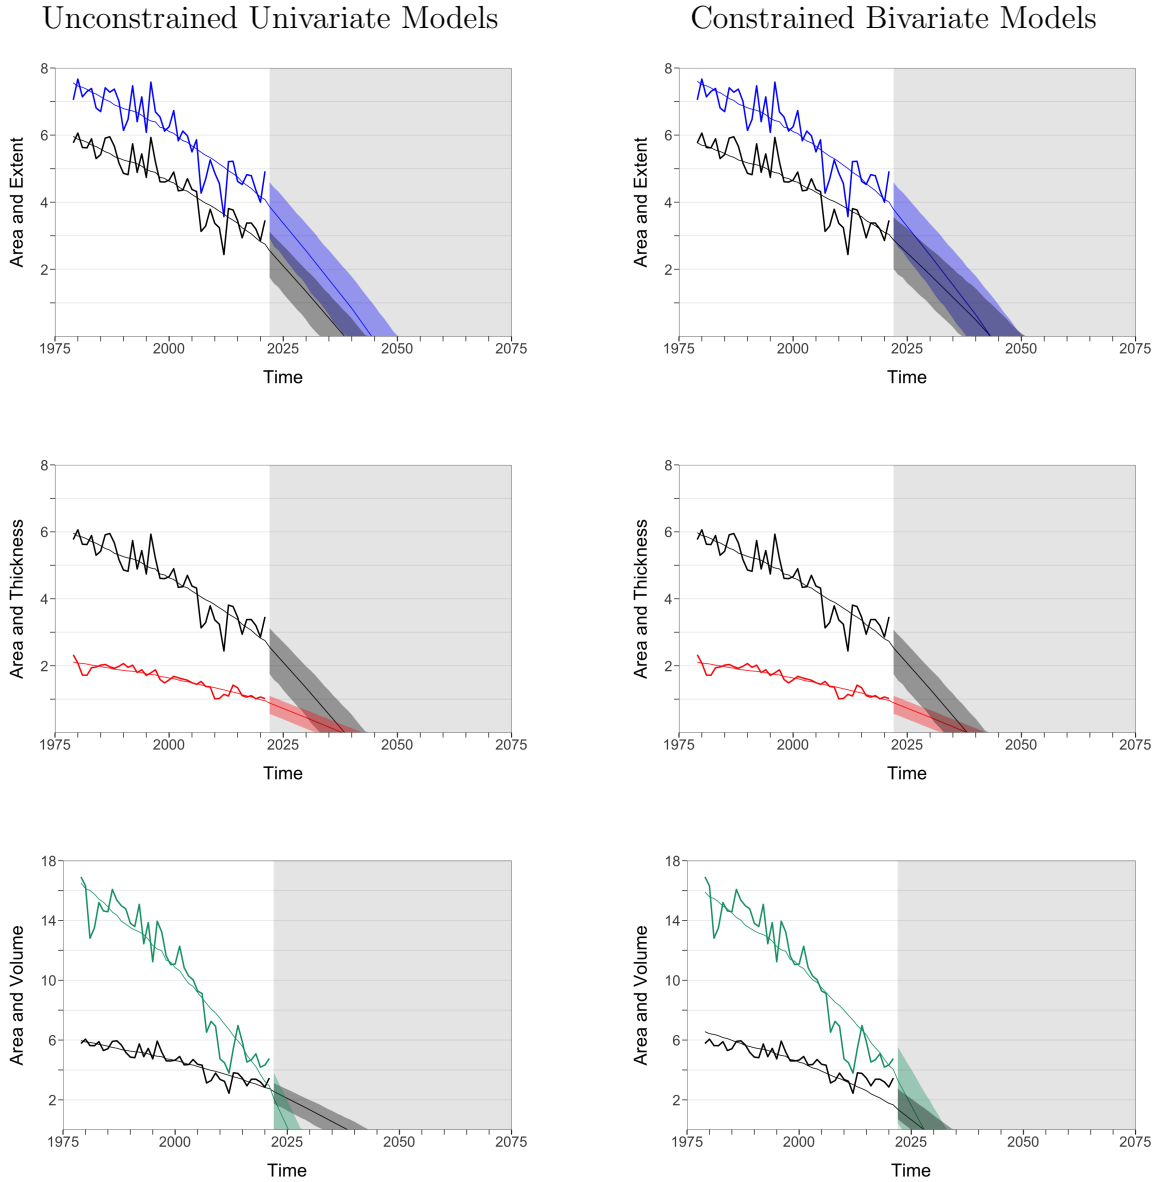 Unconstrained Univariate Models
Constrained Bivariate Models
8
6
4
2
Area and Extent
1975 2000 2025 2050 2075
Time
8
6
4
2
Area and Extent
1975 2000 2025 2050 2075
Time
8
6
4
2
Area and Thickness
1975 2000 2025 2050 2075
Time
8
6
4
2
Area and Thickness
1975 2000 2025 2050 2075
Time
18
14
10
6
2
Area and Volume
1975 2000 2025 2050 2075
Time
18
14
10
6
2
Area and Volume
1975 2000 2025 2050 2075
Time